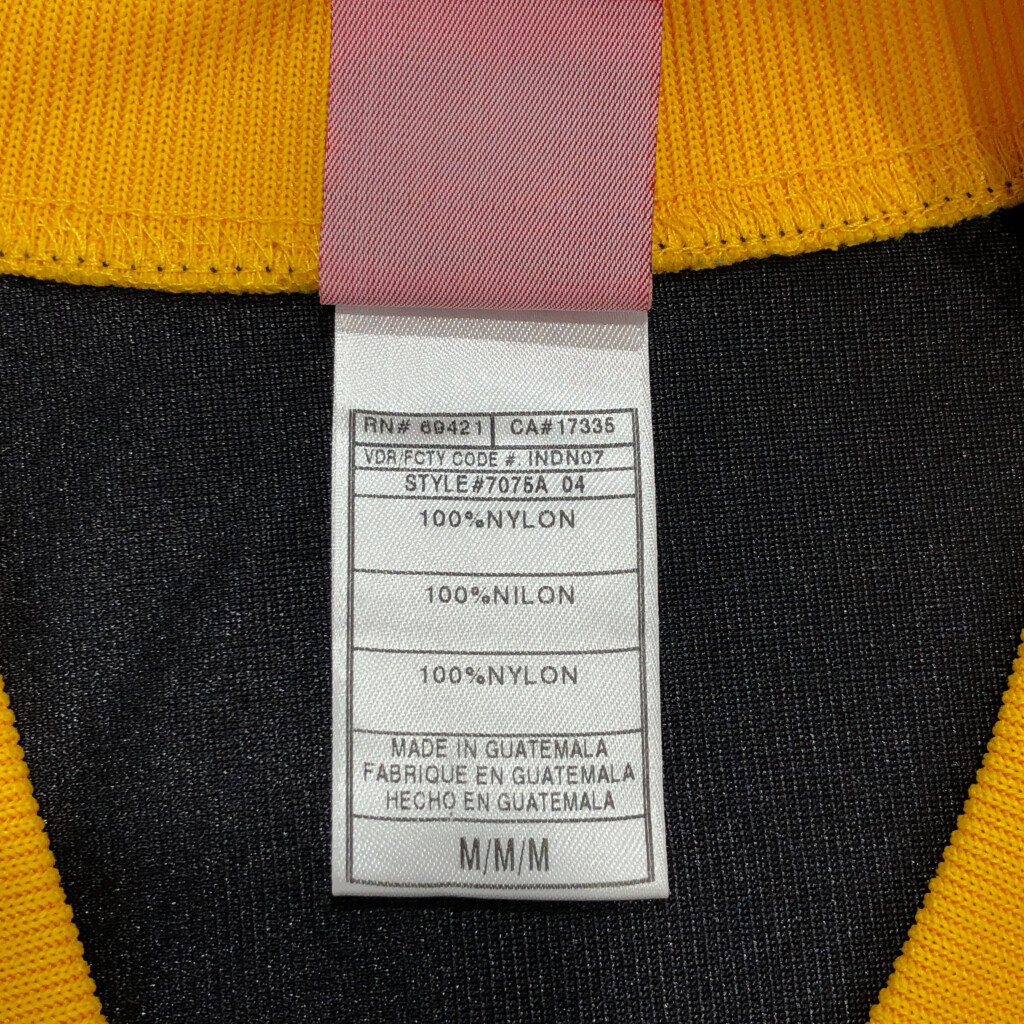 RN# 69421 CA#17335
VDR/FCTY CODE #. INDN07
STYLE#7075A 04
100%NYLON
100%NILON
100%NYLON
MADE IN GUATEMALA
FABRIQUE EN GUATEMALA
HECHO EN GUATEMALA
M/M/M